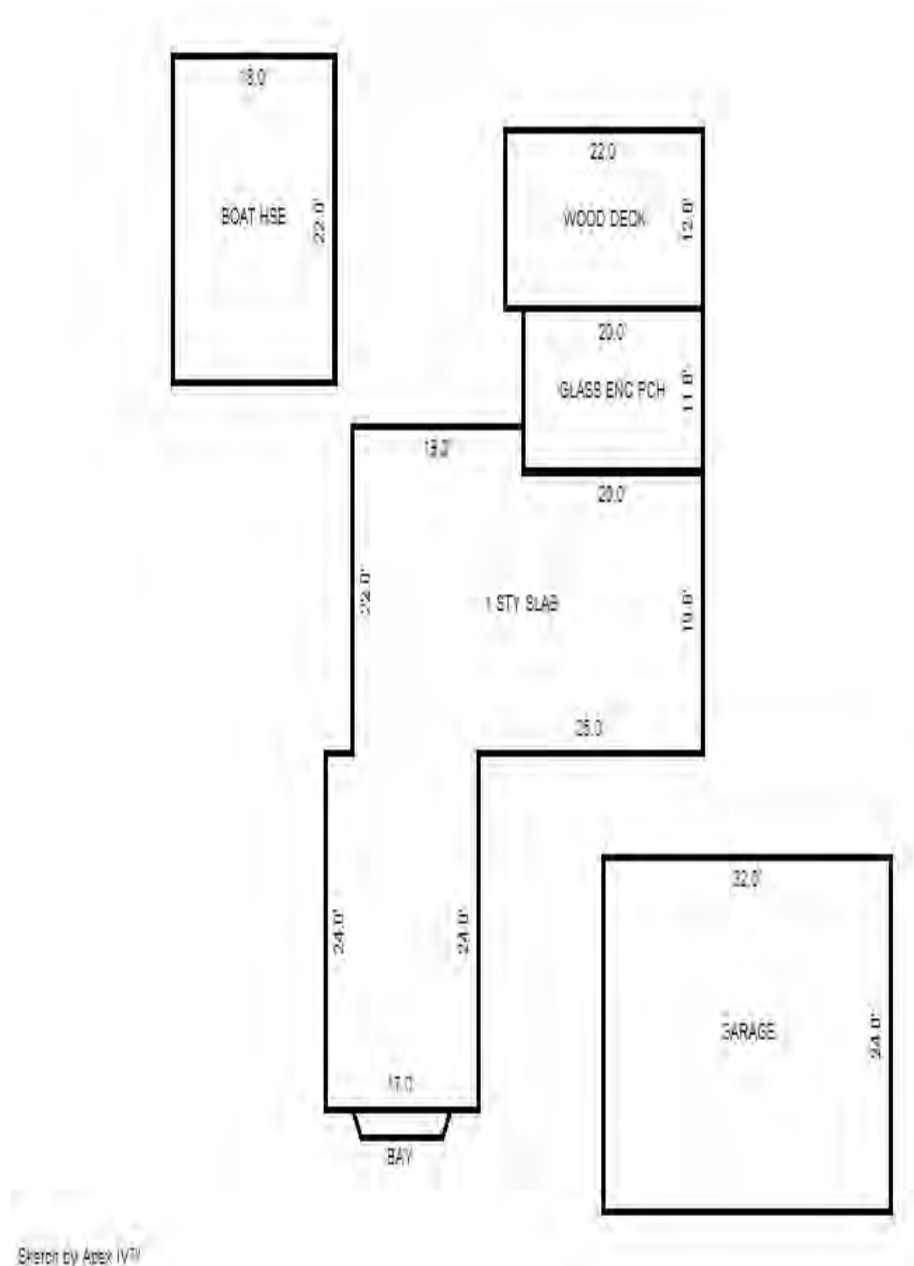 18.0'
22.0'
BOAT HSE
22.0'
WOOD DECK
12.0'
20.0'
GLASS ENC PCH
11.0'
19.0'
20.0'
22.0'
1 STY SLAB
19.0'
25.0'
32.0'
24.0'
24.0'
GARAGE
24.0'
17.0'
BAY
Sketch by Apex IV™